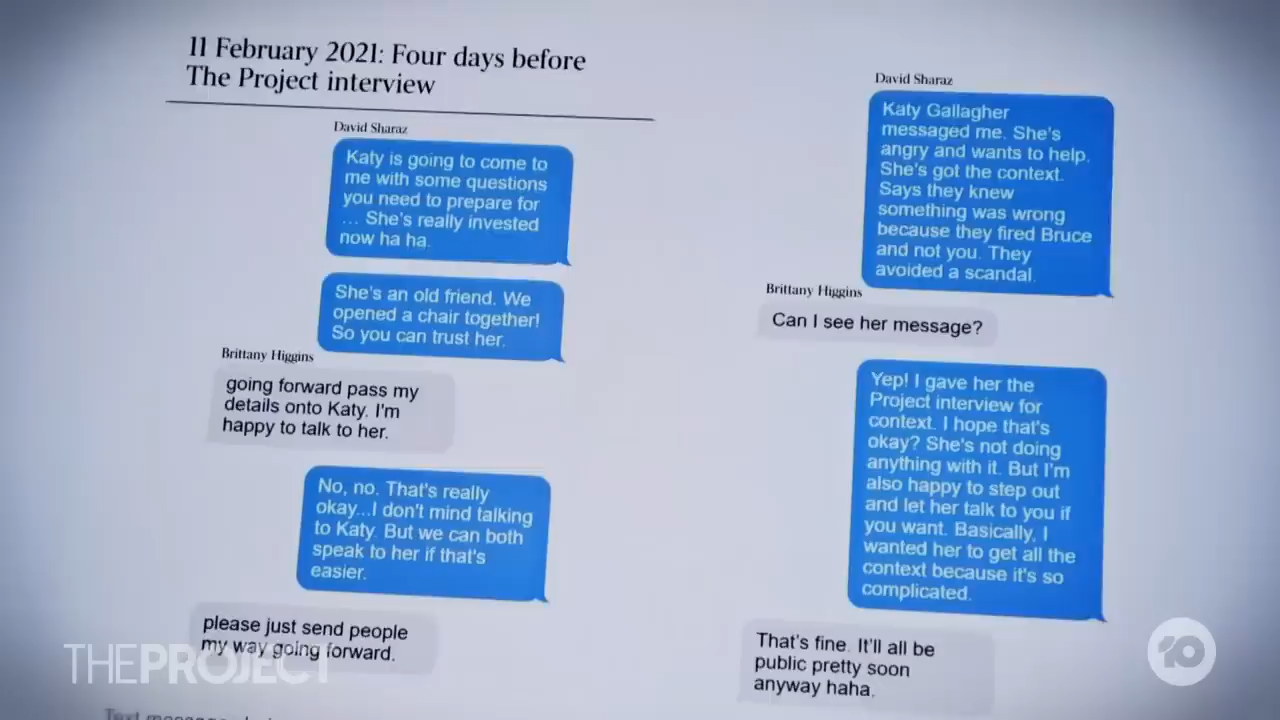 11 February 2021: Four days before
The Project interview
David Sharaz
Katy is going to come to
me with some questions
you need to prepare for
... She's really invested
now ha ha.
She's an old friend. We
opened a chair together!
So you can trust her.
Brittany Higgins
going forward pass my
details onto Katy. I'm
happy to talk to her.
No, no. That's really
okay...I don't mind talking
to Katy. But we can both
speak to her if that's
easier.
please just send people
my way going forward.
David Sharaz
Katy Gallagher
messaged me. She's
angry and wants to help.
She's got the context.
Says they knew
something was wrong
because they fired Bruce
and not you. They
avoided a scandal.
Brittany Higgins
Can I see her message?
Yep! I gave her the
Project interview for
context. I hope that's
okay? She's not doing
anything with it. But I'm
also happy to step out
and let her talk to you if
you want. Basically, I
wanted her to get all the
context because it's so
complicated.
That's fine. It'll all be
public pretty soon
anyway haha.
THE PROJECT
10